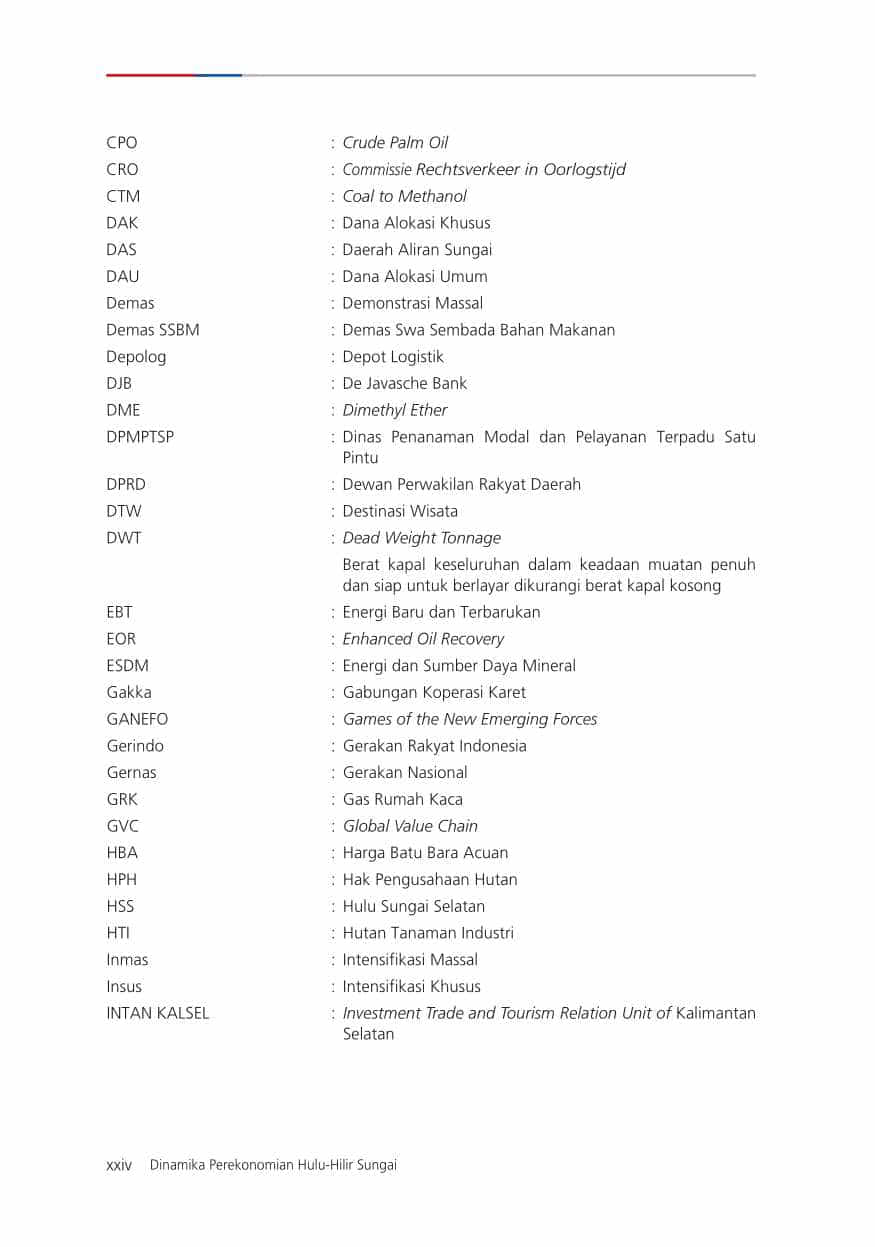 CPO : Crude Palm Oil
CRO : Commissie Rechtsverkeer in Oorlogstijd
CTM : Coal to Methanol
DAK : Dana Alokasi Khusus
DAS : Daerah Aliran Sungai
DAU : Dana Alokasi Umum
Demas : Demonstrasi Massal
Demas SSBM : Demas Swa Sembada Bahan Makanan
Depolog : Depot Logistik
DJB : De Javasche Bank
DME : Dimethyl Ether
DPMPTSP : Dinas Penanaman Modal dan Pelayanan Terpadu Satu
Pintu
DPRD : Dewan Perwakilan Rakyat Daerah
DTW : Destinasi Wisata
DWT : Dead Weight Tonnage
Berat kapal keseluruhan dalam keadaan muatan penuh
dan siap untuk berlayar dikurangi berat kapal kosong
EBT : Energi Baru dan Terbarukan
EOR : Enhanced Oil Recovery
ESDM : Energi dan Sumber Daya Mineral
Gakka : Gabungan Koperasi Karet
GANEFO : Games of the New Emerging Forces
Gerindo : Gerakan Rakyat Indonesia
Gernas : Gerakan Nasional
GRK : Gas Rumah Kaca
GVC : Global Value Chain
HBA : Harga Batu Bara Acuan
HPH : Hak Pengusahaan Hutan
HSS : Hulu Sungai Selatan
HTI : Hutan Tanaman Industri
Inmas : Intensifikasi Massal
Insus : Intensifikasi Khusus
INTAN KALSEL : Investment Trade and Tourism Relation Unit of Kalimantan
Selatan
xxiv Dinamika Perekonomian Hulu-Hilir Sungai